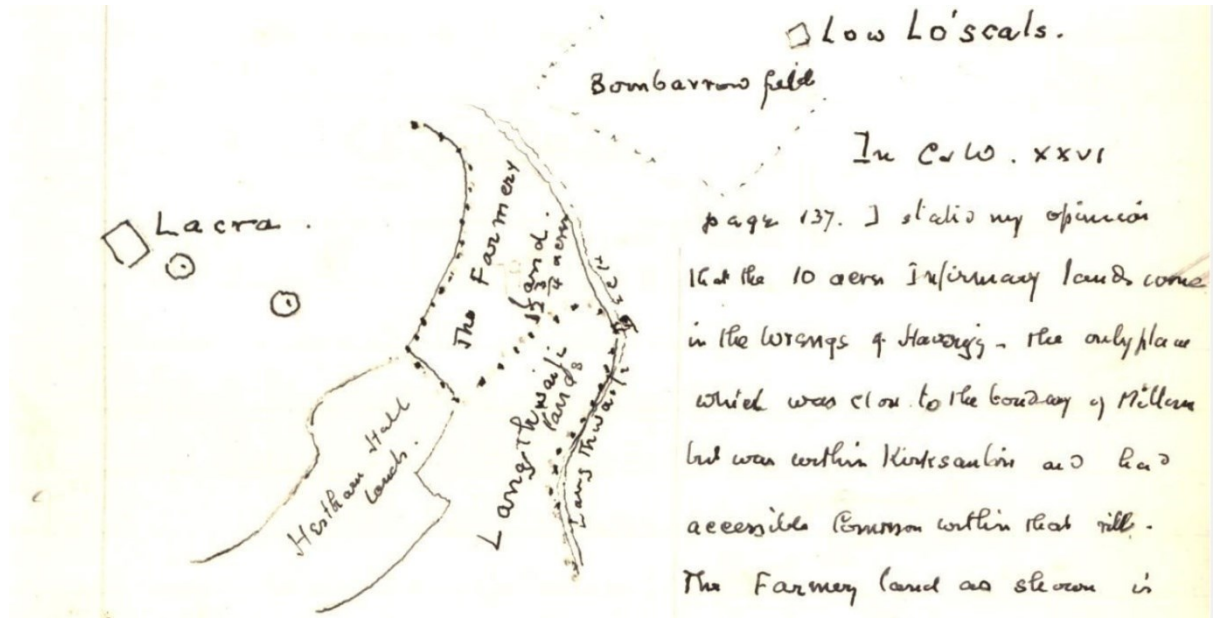 Low Lo'scals.
Bombarrow field
In C & W. XXVI
Lacra.
page 137. I stated my opinion
that the 10 acres Infirmary lands come
in the Wrangs of Haverigg - the only place
which was close to the bounday of Millom
but was within Kirksanton and had
accessible Common within that vill.
The Farmery land as shown is
The Farmery
Land.
acres
Langthwaite
Lands
Hestham Hall
Lands.
Langthwaite